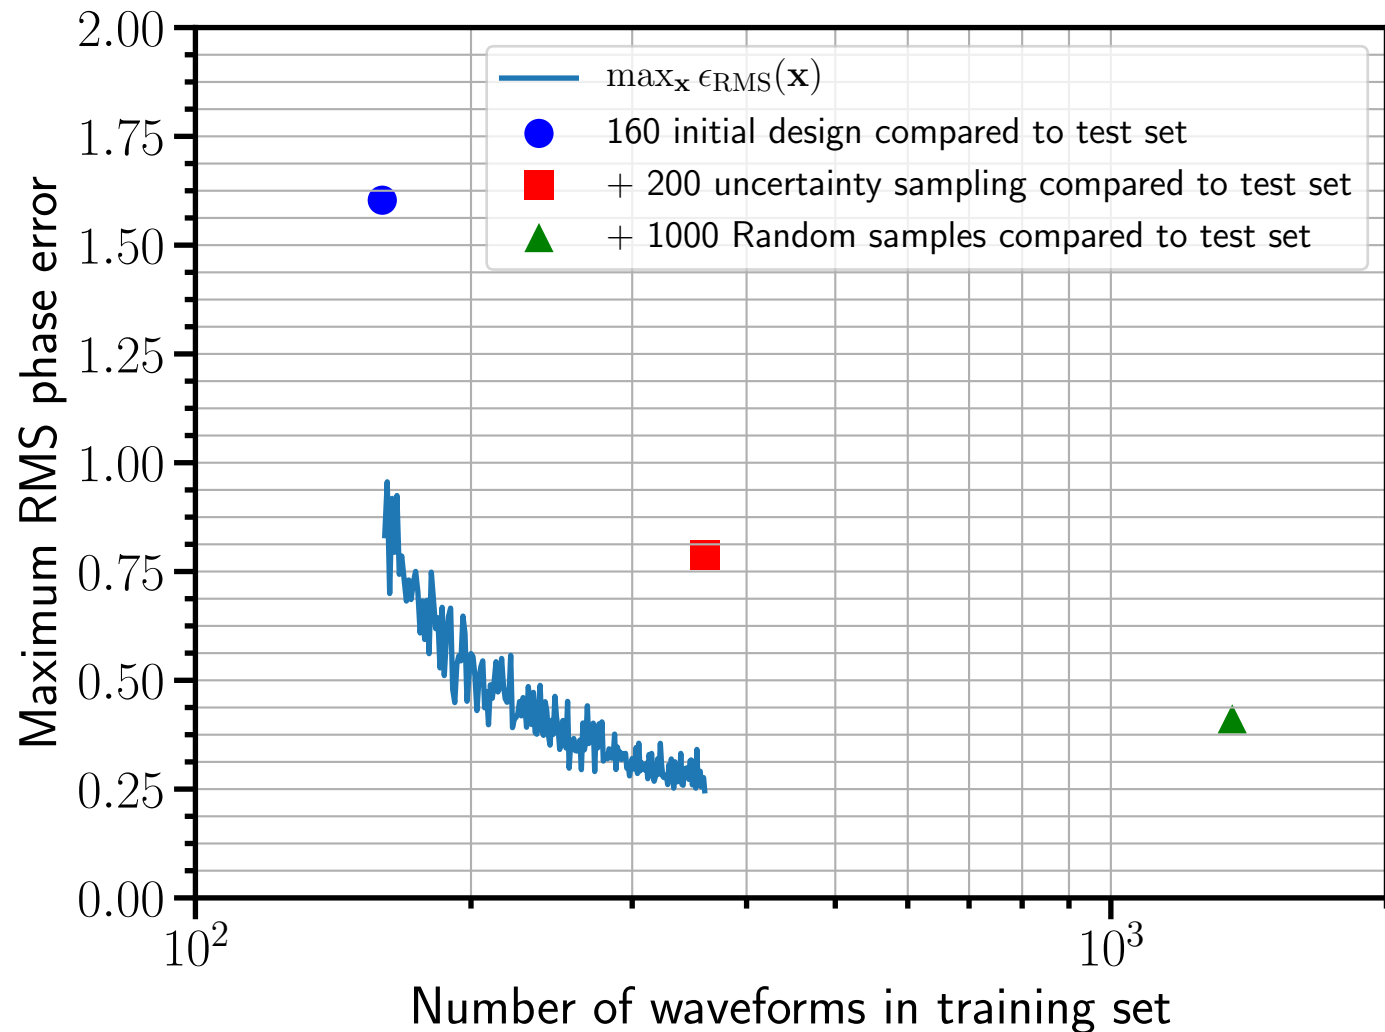 2.00
1.75
1.50
1.25
1.00
0.75
0.50
0.25
0.00
Maximum RMS phase error
max_x ϵ_RMS(x)
160 initial design compared to test set
+ 200 uncertainty sampling compared to test set
+ 1000 Random samples compared to test set
10² 10³
Number of waveforms in training set